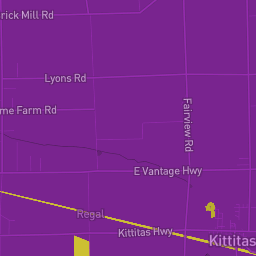 rick Mill Rd
Lyons Rd
me Farm Rd
Fairview Rd
E Vantage Hwy
Regal
Kittitas Hwy
Kittitas